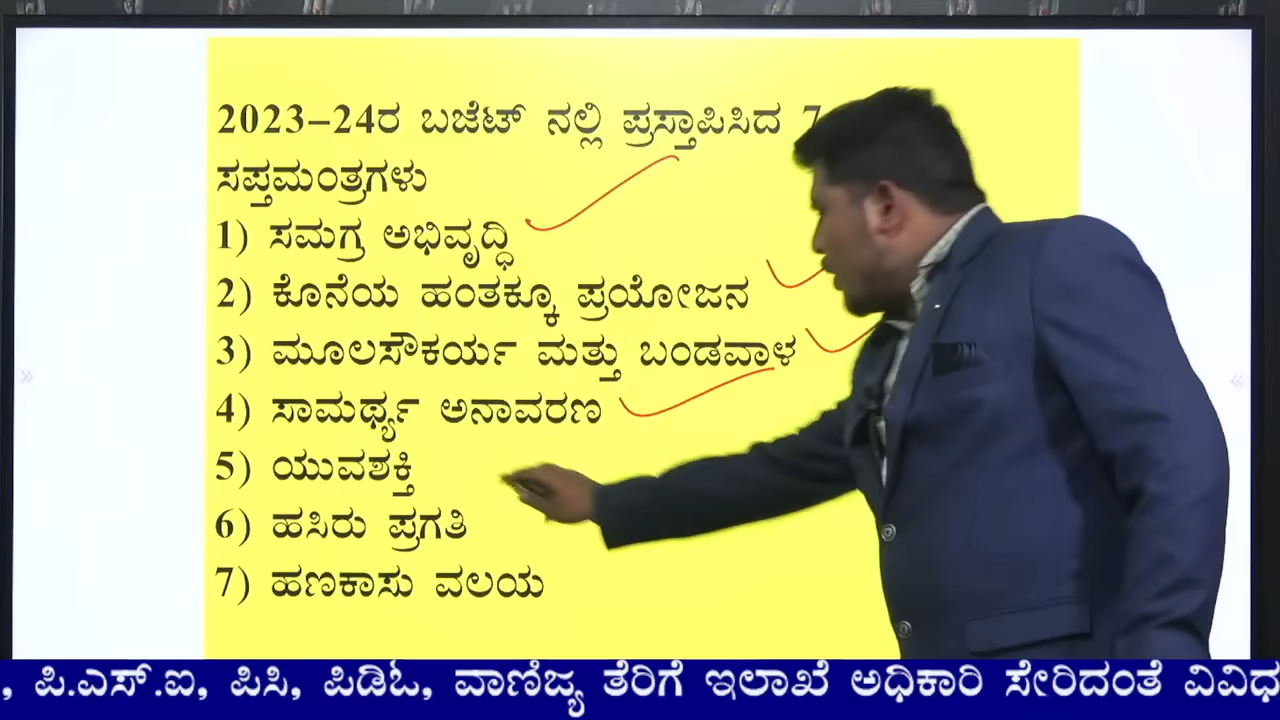 2023–24ರ ಬಜೆಟ್ ನಲ್ಲಿ ಪ್ರಸ್ತಾಪಿಸಿದ 7
ಸಪ್ತಮಂತ್ರಗಳು
1) ಸಮಗ್ರ ಅಭಿವೃದ್ಧಿ
2) ಕೊನೆಯ ಹಂತಕ್ಕೂ ಪ್ರಯೋಜನ
3) ಮೂಲಸೌಕರ್ಯ ಮತ್ತು ಬಂಡವಾಳ
4) ಸಾಮರ್ಥ್ಯ ಅನಾವರಣ
5) ಯುವಶಕ್ತಿ
6) ಹಸಿರು ಪ್ರಗತಿ
7) ಹಣಕಾಸು ವಲಯ
, ಪಿ.ಎಸ್.ಐ, ಪಿಸಿ, ಪಿಡಿಓ, ವಾಣಿಜ್ಯ ತೆರಿಗೆ ಇಲಾಖೆ ಅಧಿಕಾರಿ ಸೇರಿದಂತೆ ವಿವಿಧ